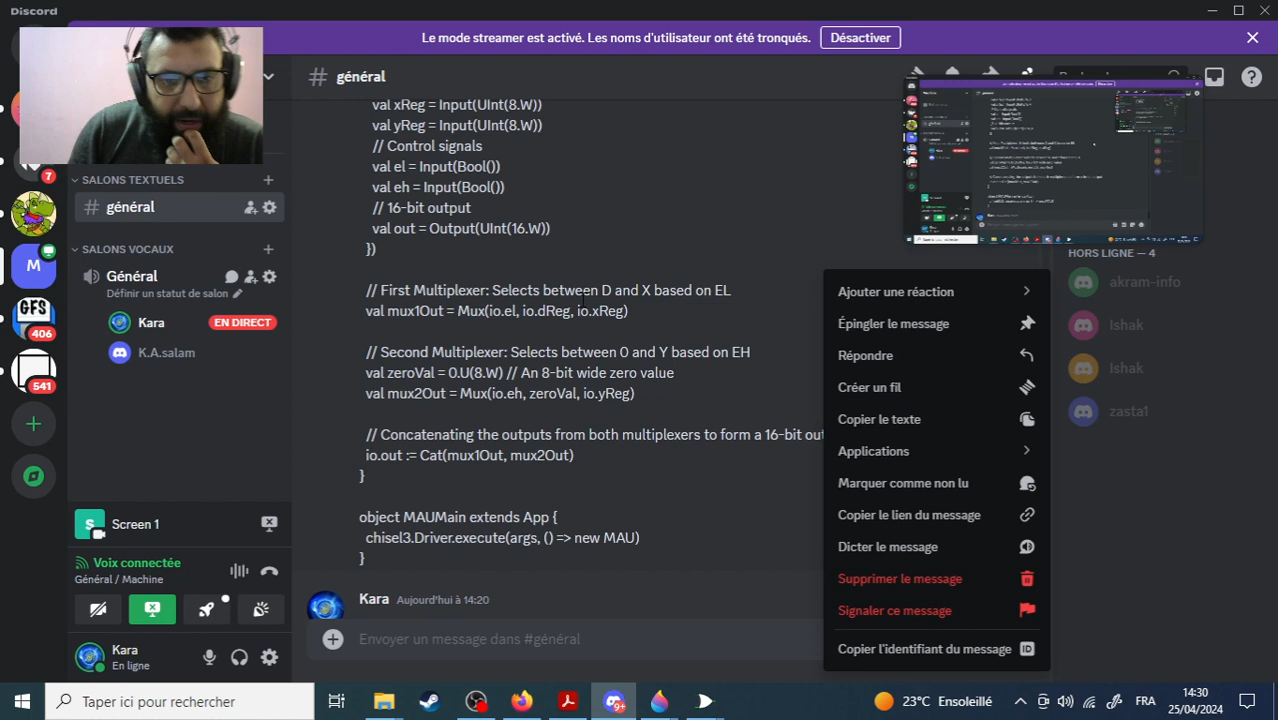 Discord
Le mode streamer est activé. Les noms d'utilisateur ont été tronqués.
Désactiver
# général
SALONS TEXTUELS
# général
SALONS VOCAUX
Général
Définir un statut de salon
Kara
EN DIRECT
K.A.salam
7
406
541
Screen 1
Voix connectée
Général / Machine
Kara
En ligne
val xReg = Input(UInt(8.W))
val yReg = Input(UInt(8.W))
// Control signals
val el = Input(Bool())
val eh = Input(Bool())
// 16-bit output
val out = Output(UInt(16.W))
})
// First Multiplexer: Selects between D and X based on EL
val mux1Out = Mux(io.el, io.dReg, io.xReg)
// Second Multiplexer: Selects between 0 and Y based on EH
val zeroVal = 0.U(8.W) // An 8-bit wide zero value
val mux2Out = Mux(io.eh, zeroVal, io.yReg)
// Concatenating the outputs from both multiplexers to form a 16-bit out
io.out := Cat(mux1Out, mux2Out)
}
object MAUMain extends App {
chisel3.Driver.execute(args, () => new MAU)
}
Kara Aujourd'hui à 14:20
Envoyer un message dans #général
HORS LIGNE — 4
akram-info
Ishak
Ishak
zasta1
Ajouter une réaction
Épingler le message
Répondre
Créer un fil
Copier le texte
Applications
Marquer comme non lu
Copier le lien du message
Dicter le message
Supprimer le message
Signaler ce message
Copier l'identifiant du message
ID
M
GFS
S
Taper ici pour rechercher
9+
23°C Ensoleillé
FRA
14:30
25/04/2024